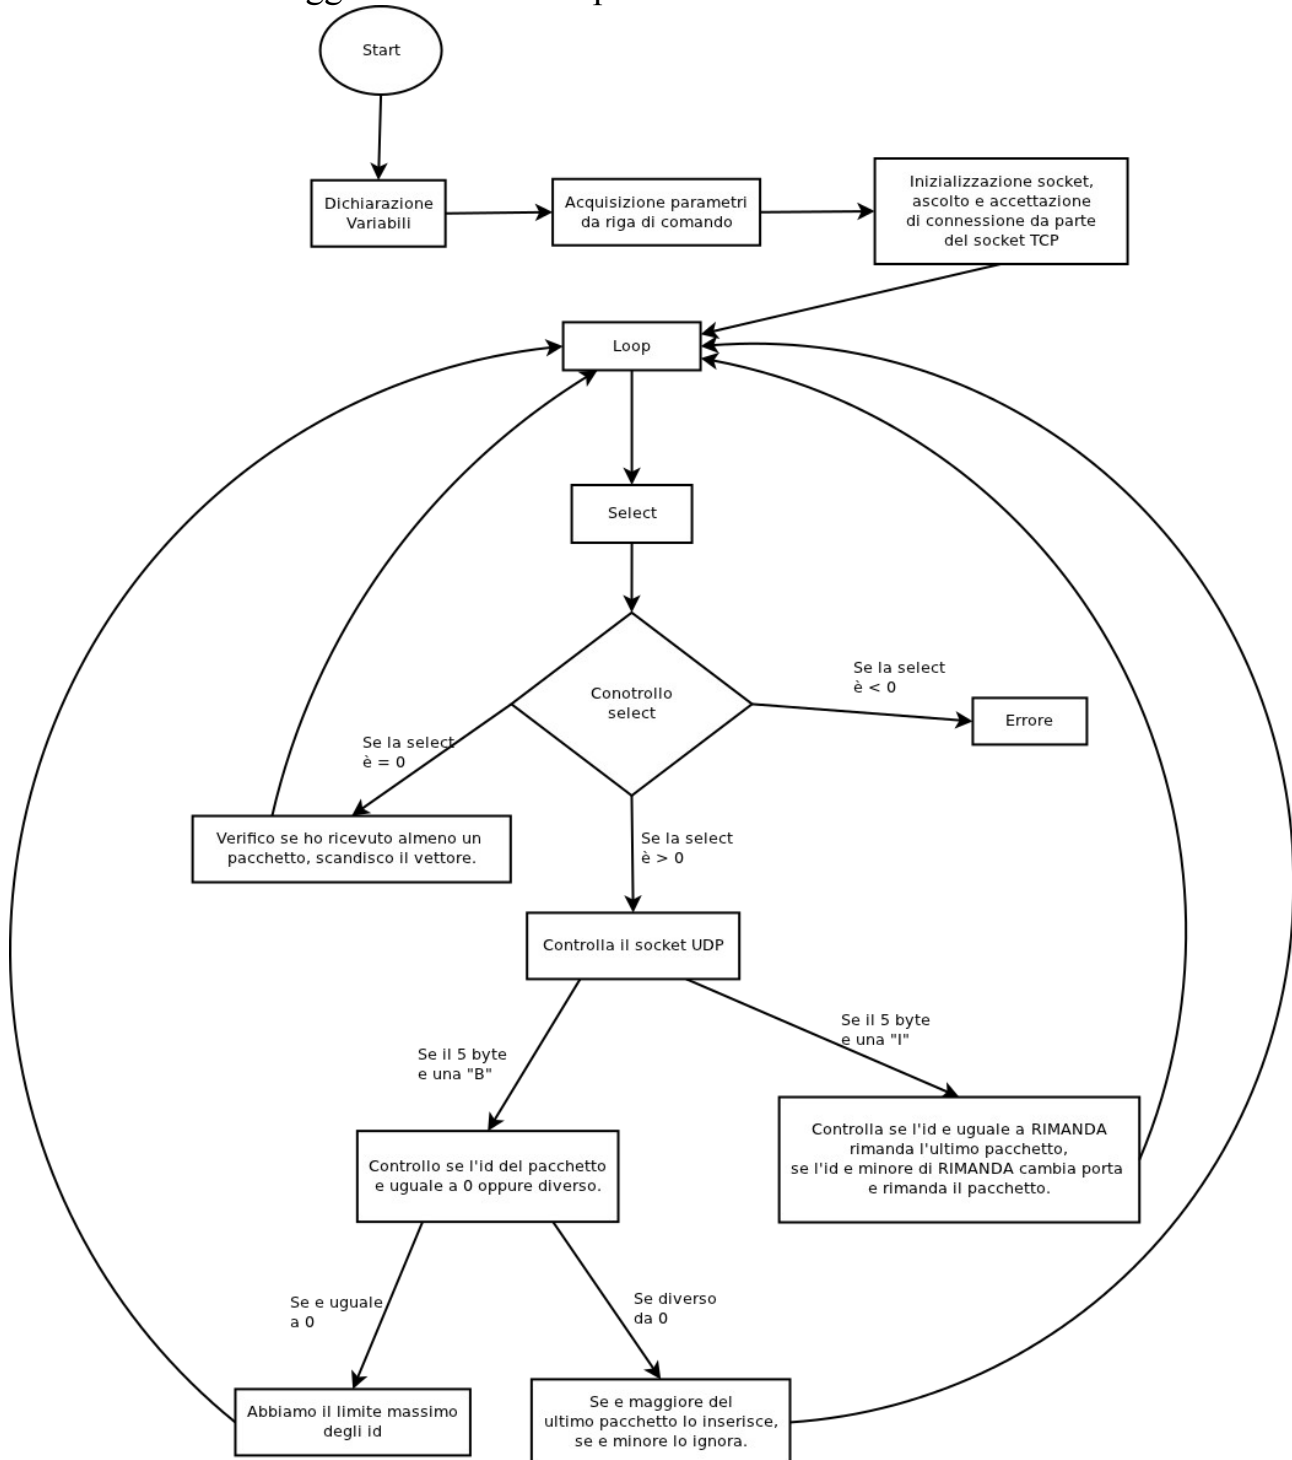 Start
Dichiarazione
Variabili
Acquisizione parametri
da riga di comando
Inizializzazione socket,
ascolto e accettazione
di connessione da parte
del socket TCP
Loop
Select
Conotrollo
select
Se la select
è < 0
Errore
Se la select
è = 0
Verifico se ho ricevuto almeno un
pacchetto, scandisco il vettore.
Se la select
è > 0
Controlla il socket UDP
Se il 5 byte
e una "B"
Se il 5 byte
e una "I"
Controllo se l'id del pacchetto
e uguale a 0 oppure diverso.
Controlla se l'id e uguale a RIMANDA
rimanda l'ultimo pacchetto,
se l'id e minore di RIMANDA cambia porta
e rimanda il pacchetto.
Se e uguale
a 0
Se diverso
da 0
Abbiamo il limite massimo
degli id
Se e maggiore del
ultimo pacchetto lo inserisce,
se e minore lo ignora.